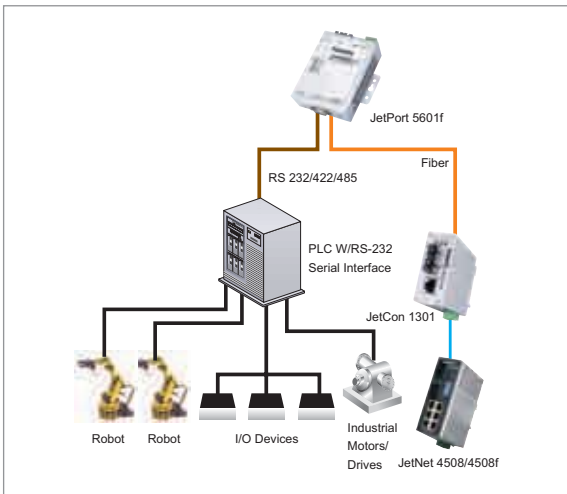 JetPort 5601f
Fiber
RS 232/422/485
PLC W/RS-232
Serial Interface
JetCon 1301
Robot
Robot
I/O Devices
Industrial
Motors/
Drives
JetNet 4508/4508f